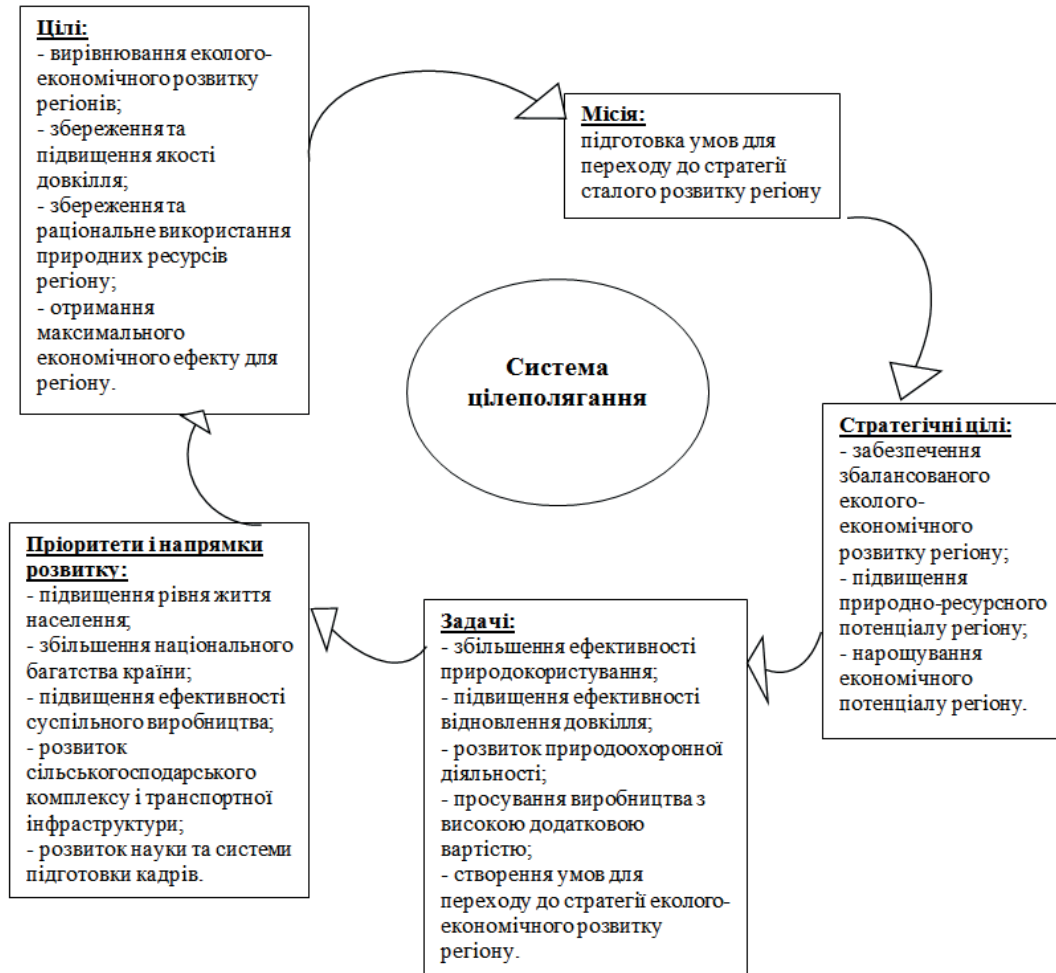 Цілі:
- вирівнювання еколого-
економічного розвитку
регіонів;
- збереження та
підвищення якості
довкілля;
- збереження та
раціональне використання
природних ресурсів
регіону;
- отримання
максимального
економічного ефекту для
регіону.
Місія:
підготовка умов для
переходу до стратегії
сталого розвитку регіону
Система
цілеполягання
Стратегічні цілі:
- забезпечення
збалансованого
еколого-
економічного
розвитку регіону;
- підвищення
природно-ресурсного
потенціалу регіону;
- нарощування
економічного
потенціалу регіону.
Задачі:
- збільшення ефективності
природокористування;
- підвищення ефективності
відновлення довкілля;
- розвиток природоохоронної
діяльності;
- просування виробництва з
високою додатковою
вартістю;
- створення умов для
переходу до стратегії еколого-
економічного розвитку
регіону.
Пріоритети і напрямки
розвитку:
- підвищення рівня життя
населення;
- збільшення національного
багатства країни;
- підвищення ефективності
суспільного виробництва;
- розвиток
сільськогосподарського
комплексу і транспортної
інфраструктури;
- розвиток науки та системи
підготовки кадрів.